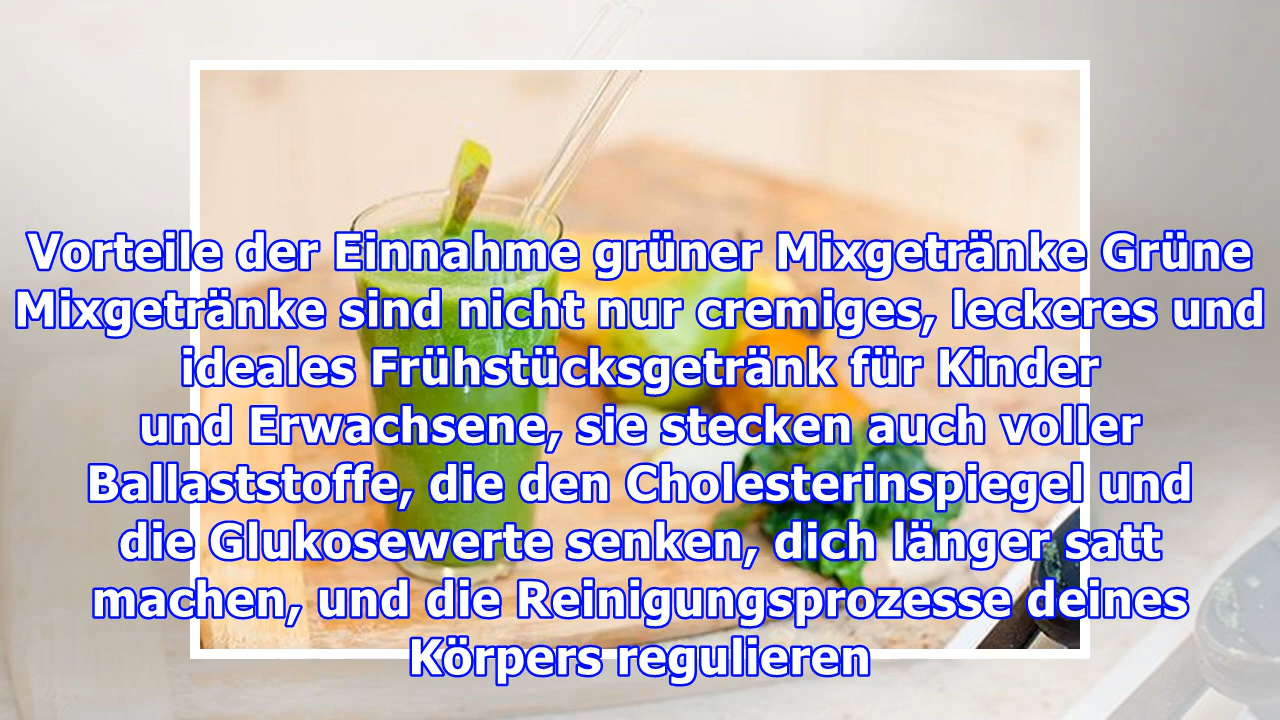 Vorteile der Einnahme grüner Mixgetränke Grüne
Mixgetränke sind nicht nur cremiges, leckeres und
ideales Frühstücksgetränk für Kinder
und Erwachsene, sie stecken auch voller
Ballaststoffe, die den Cholesterinspiegel und
die Glukosewerte senken, dich länger satt
machen, und die Reinigungsprozesse deines
Körpers regulieren